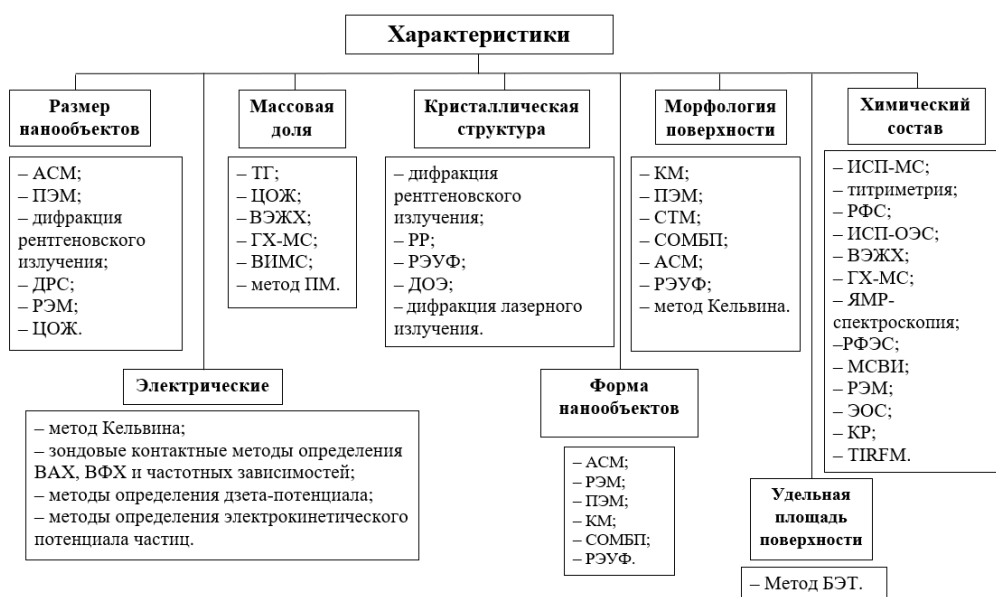 Характеристики
Размер
нанообъектов
– АСМ;
– ПЭМ;
– дифракция
рентгеновского
излучения;
– ДРС;
– РЭМ;
– ЦОЖ.
Массовая
доля
– ТГ;
– ЦОЖ;
– ВЭЖХ;
– ГХ-МС;
– ВИМС;
– метод ПМ.
Кристаллическая
структура
– дифракция
рентгеновского
излучения;
– РР;
– РЭУФ;
– ДОЭ;
– дифракция лазерного
излучения.
Морфология
поверхности
– КМ;
– ПЭМ;
– СТМ;
– СОМБП;
– АСМ;
– РЭУФ;
– метод Кельвина.
Химический
состав
– ИСП-МС;
– титриметрия;
– РФС;
– ИСП-ОЭС;
– ВЭЖХ;
– ГХ-МС;
– ЯМР-
спектроскопия;
–РФЭС;
– МСВИ;
– РЭМ;
– ЭОС;
– КР;
– TIRFM.
Электрические
– метод Кельвина;
– зондовые контактные методы определения
ВАХ, ВФХ и частотных зависимостей;
– методы определения дзета-потенциала;
– методы определения электрокинетического
потенциала частиц.
Форма
нанообъектов
– АСМ;
– РЭМ;
– ПЭМ;
– КМ;
– СОМБП;
– РЭУФ.
Удельная
площадь
поверхности
– Метод БЭТ.